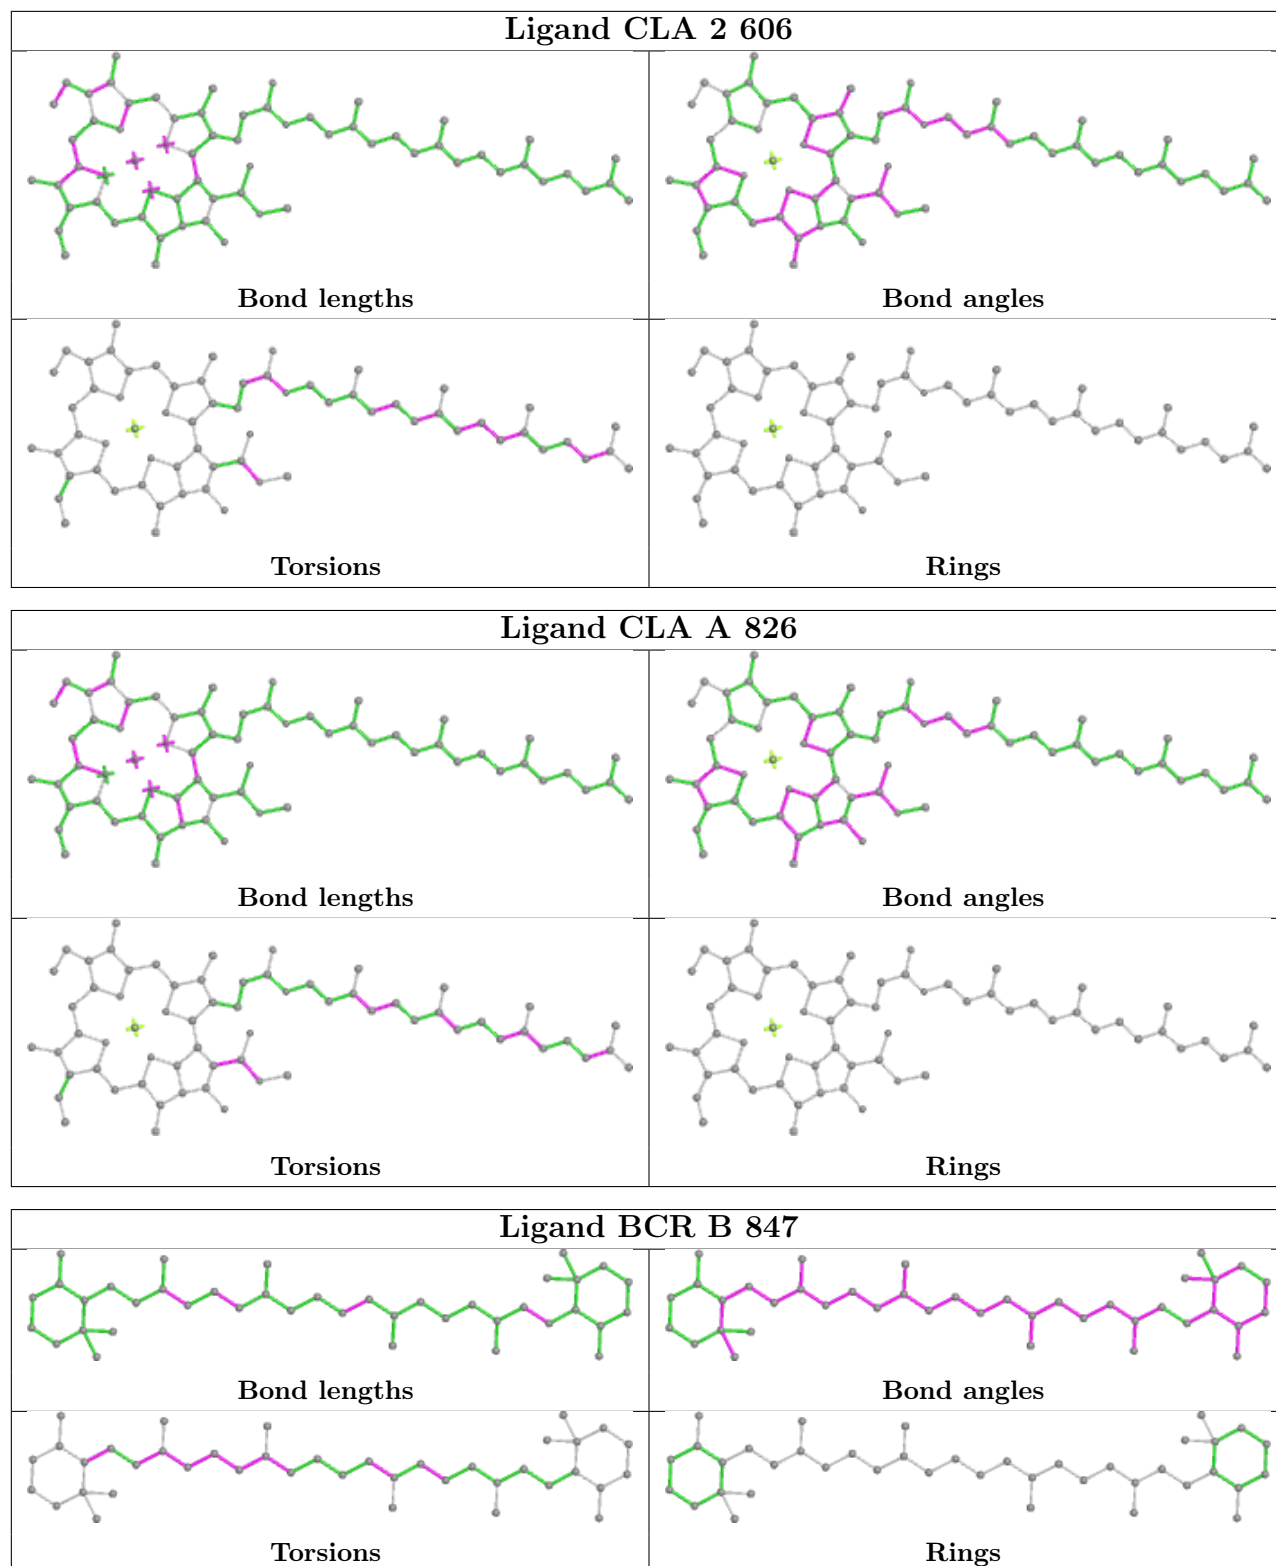 Ligand CLA 2 606
Bond lengths
Bond angles
Torsions
Rings
Ligand CLA A 826
Bond lengths
Bond angles
Torsions
Rings
Ligand BCR B 847
Bond lengths
Bond angles
Torsions
Rings